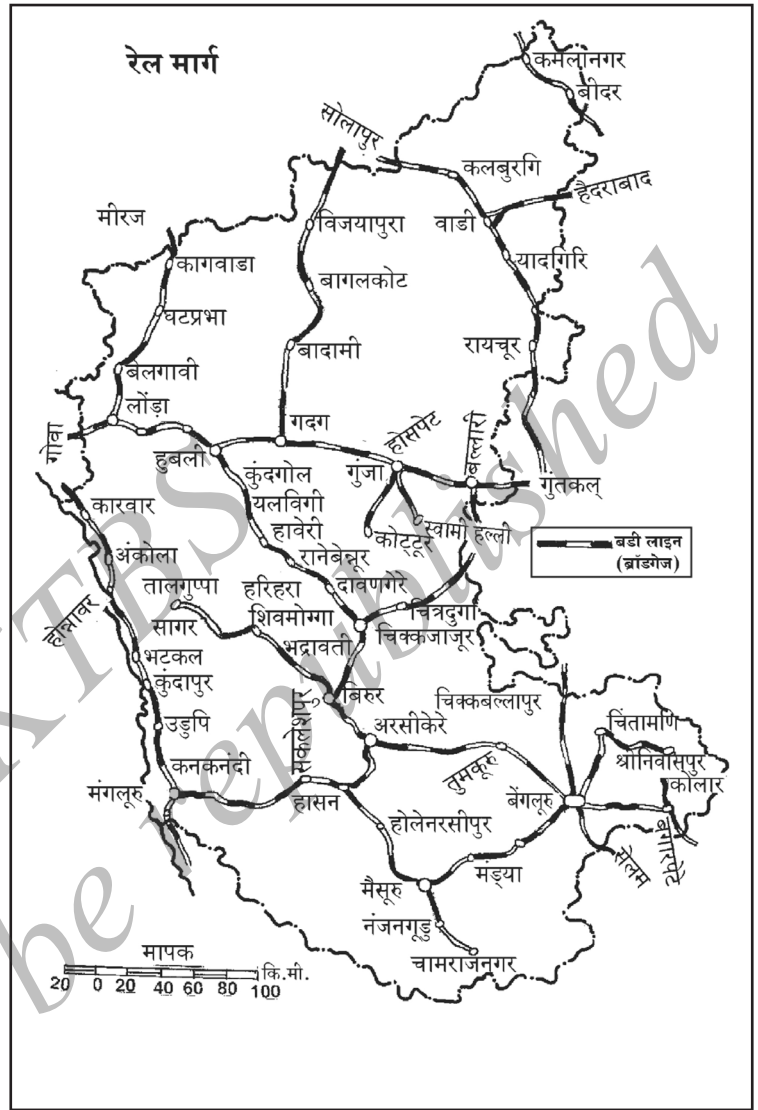 रेल मार्ग
कमलानगर
बीदर
सोलापुर
कलबुरगि
हैदराबाद
वाडी
मीरज
विजयापुरा
यादगिरि
कागवाडा
बागलकोट
घटप्रभा
रायचूर
बादामी
बेलगावी
लोंड़ा
गदग
गोवा
होसपेट
बल्लारी
हुबली
कुंदगोल
गुंजा
गुंतकल्
यलविगी
कारवार
हावेरी
कोट्टूरे
स्वामी हल्ली
बडी लाइन
(ब्रॉडगेज)
अंकोला
रानेबेन्नूर
तालगुप्पा
हरिहरा
दावणगेरे
होन्नावर
सागर
शिवमोग्गा
चित्रदुर्गा
चिक्कजाजूर
भद्रावती
भटकल
कुंदापुर
बिरुर
चिक्कबल्लापुर
उडुपि
सकलेशपुर
अरसीकेरे
चिंतामणि
श्रीनिवासपुर
कनकनंदी
तुमकूरु
कोलार
मंगलूरु
हासन
बेंगलूरु
होलेनरसीपुर
बंगारपेटे
सेलम
मंड्या
मैसूरु
नंजनगूडु
चामराजनगर
मापक
कि.मी.
20 0 20 40 60 80 100
KTBS
be republished